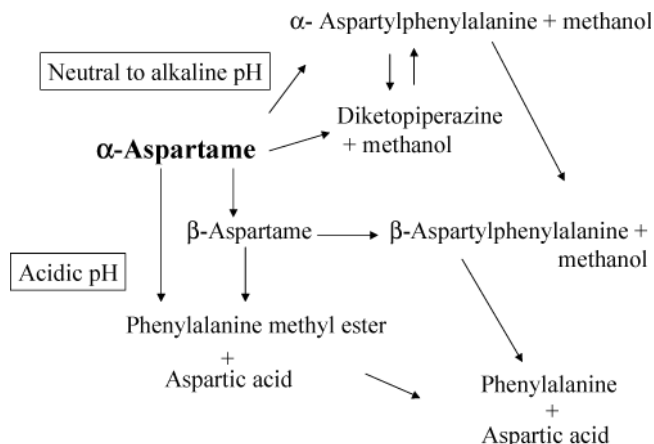 α- Aspartylphenylalanine + methanol
Neutral to alkaline pH
Diketopiperazine
+ methanol
α-Aspartame
β-Aspartame
β-Aspartylphenylalanine +
methanol
Acidic pH
Phenylalanine methyl ester
+
Aspartic acid
Phenylalanine
+
Aspartic acid